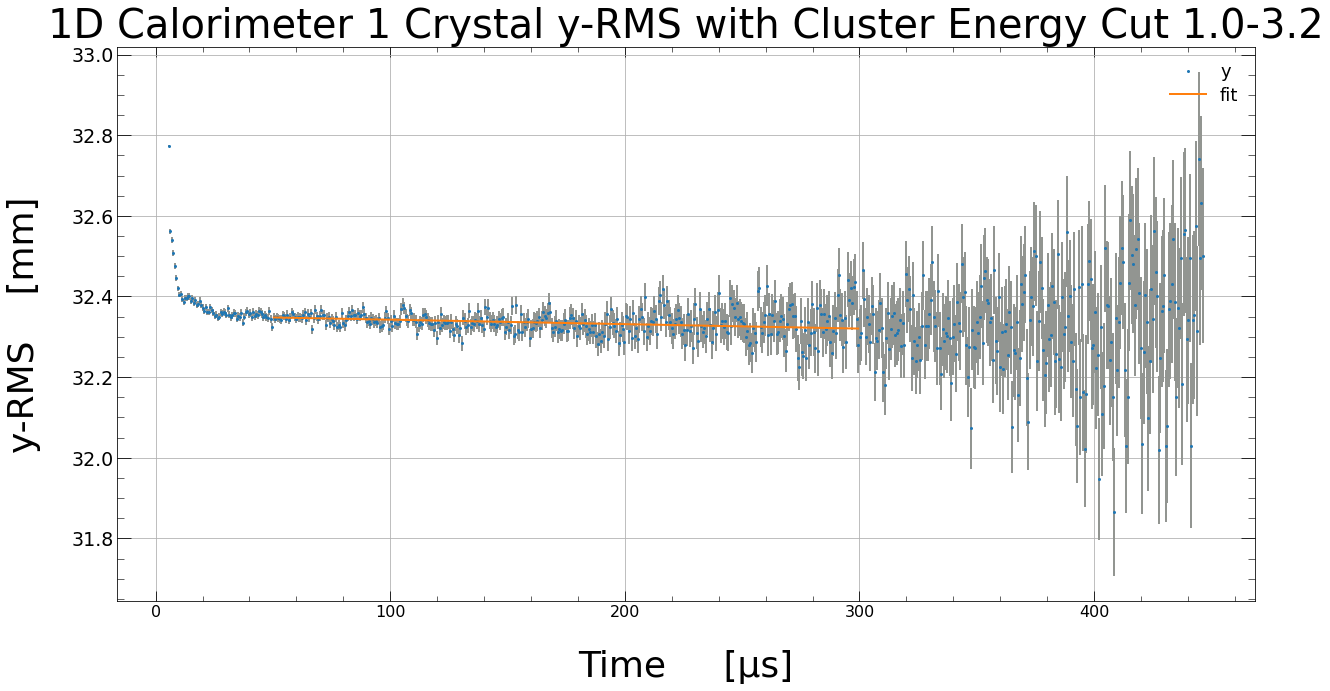 1D Calorimeter 1 Crystal y-RMS with Cluster Energy Cut 1.0-3.2
y
fit
33.0
32.8
32.6
32.4
32.2
32.0
31.8
y-RMS [mm]
0 100 200 300 400
Time [μs]